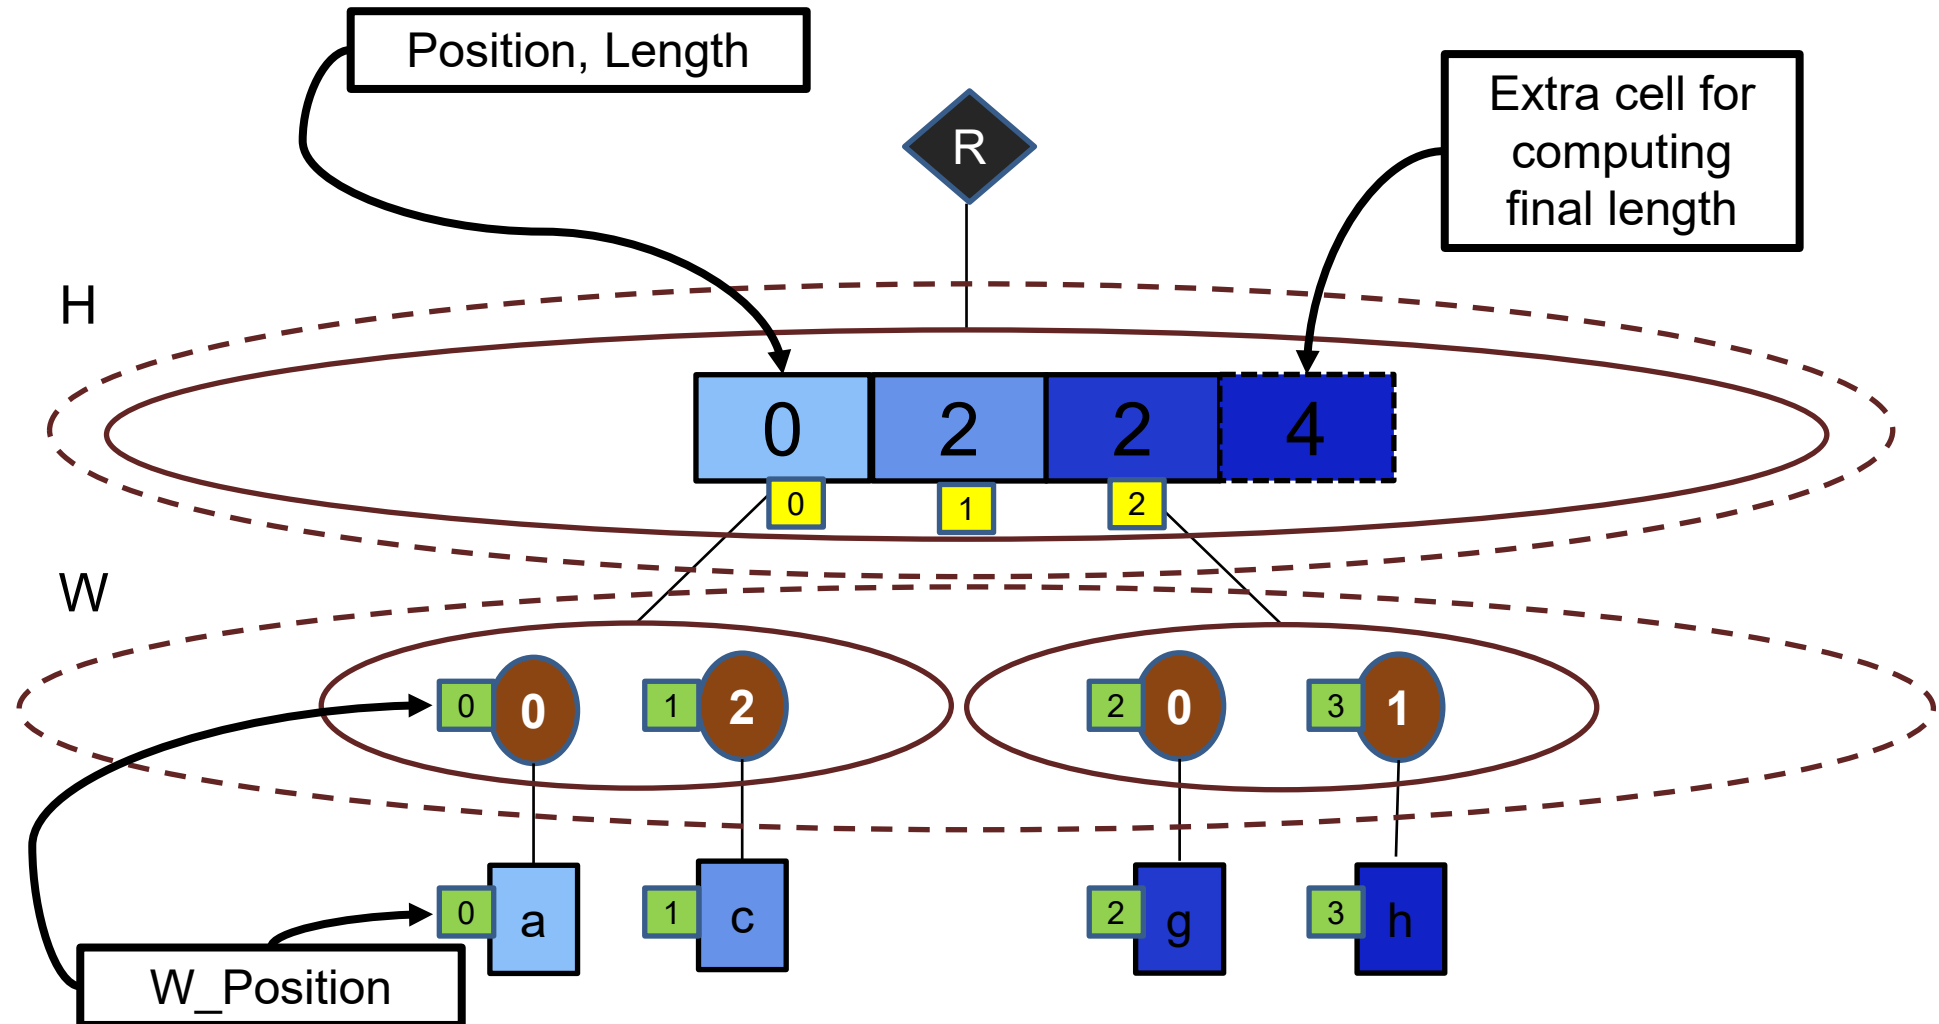 Position, Length
Extra cell for
computing
final length
R
H
0 2 2 4
0 1 2
W
0 0 1 2 2 0 3 1
0 a 1 c 2 g 3 h
W_Position